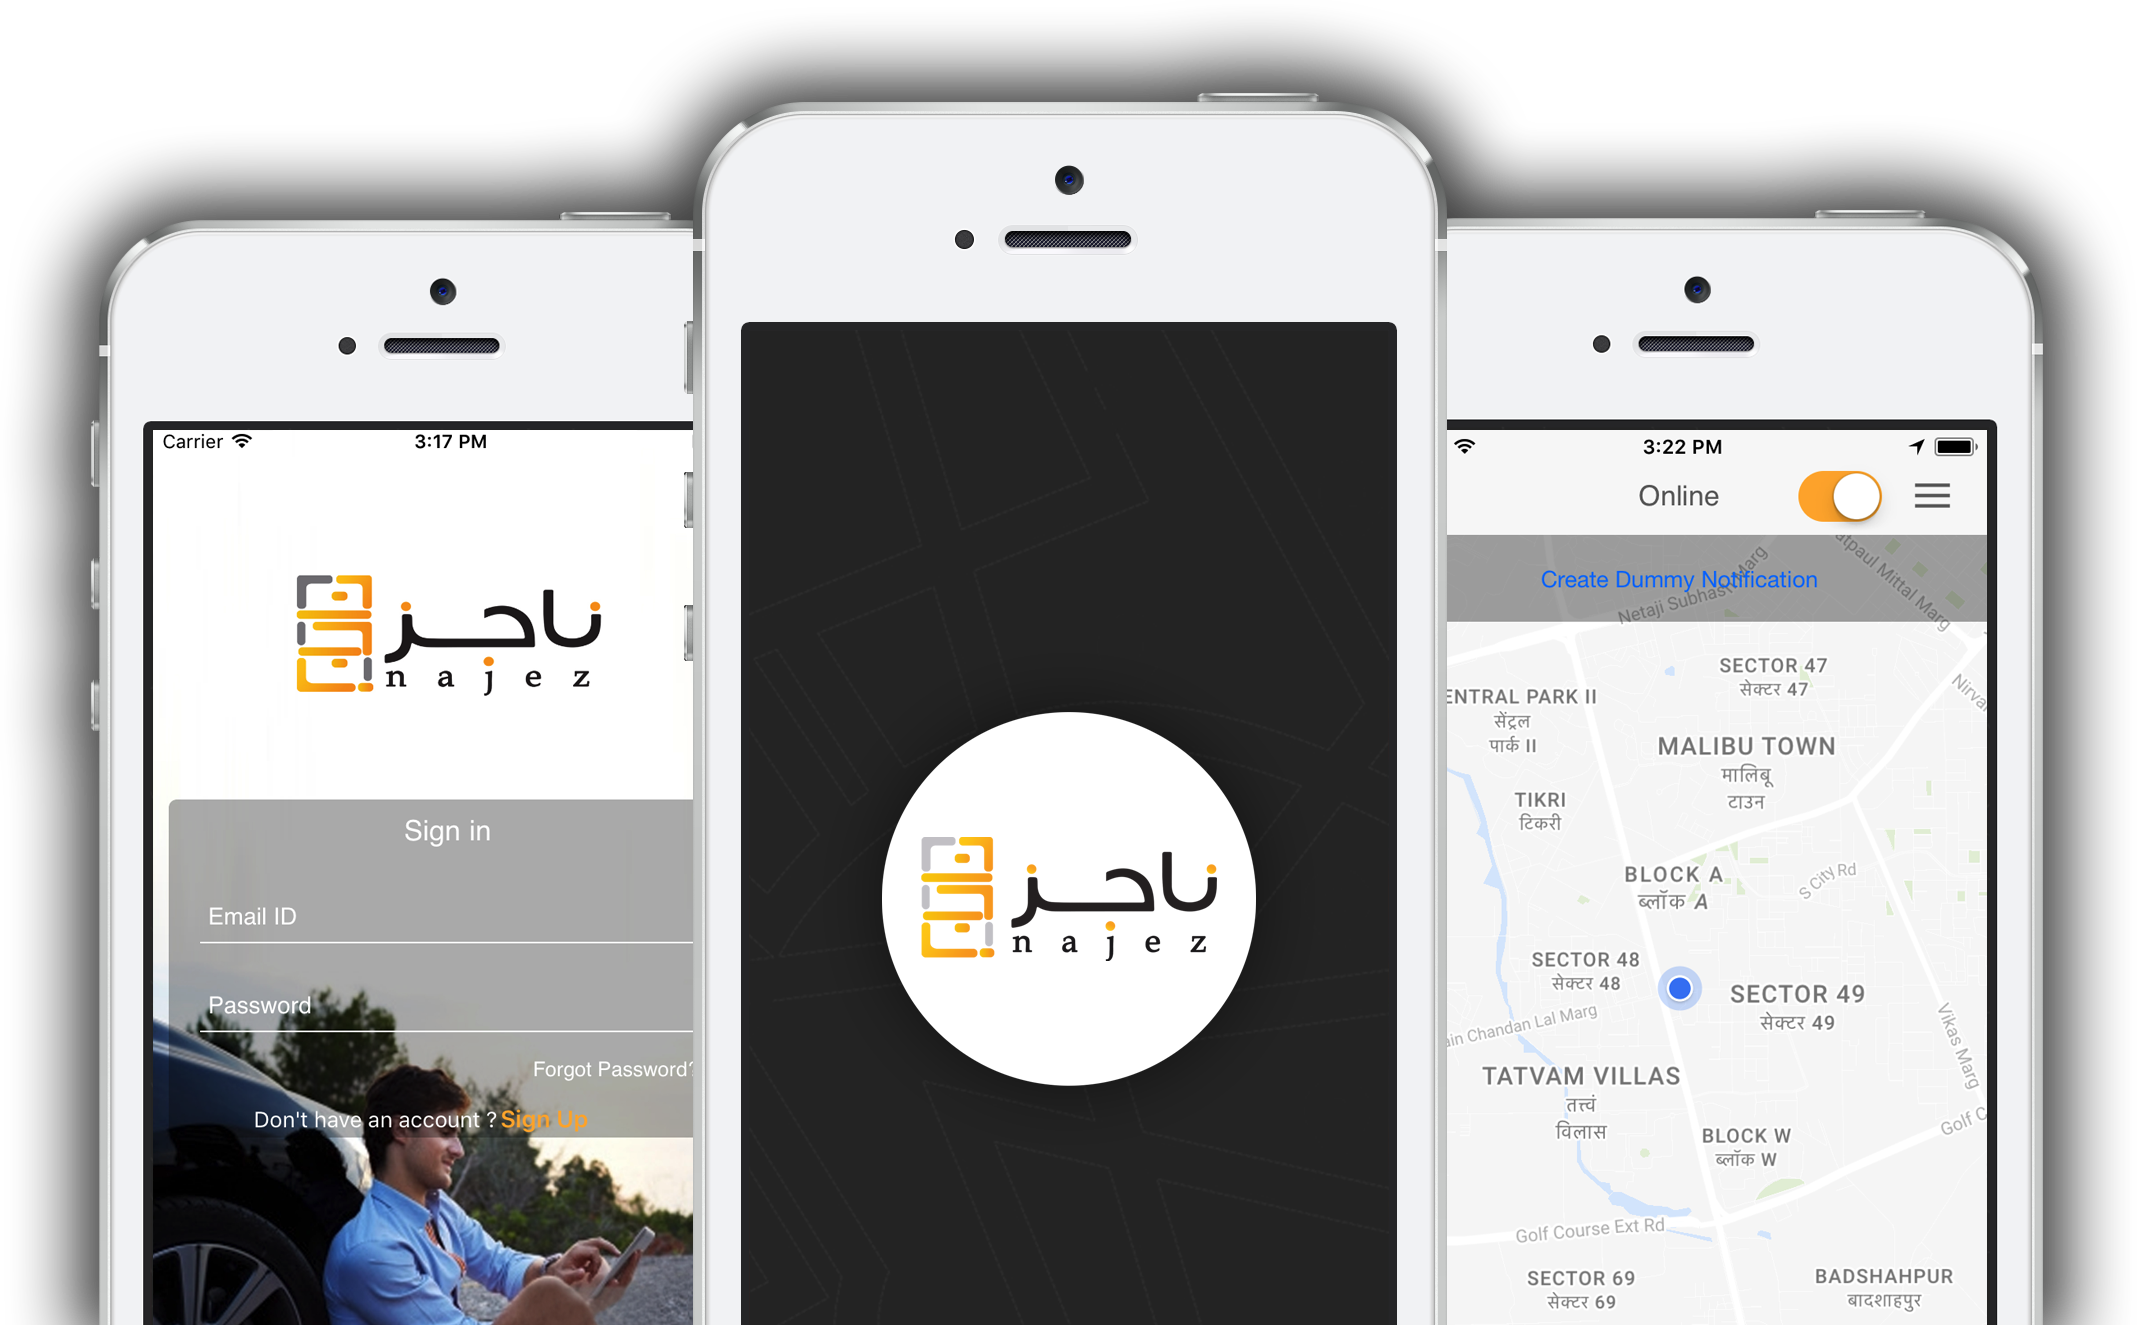 Carrier
3:17 PM
ناجز
najez
Sign in
Email ID
Password
Forgot Password?
Don't have an account ? Sign Up
ناجز
najez
3:22 PM
Online
Create Dummy Notification
atpaul Mittal Marg
Netaji Subhash Marg
SECTOR 47
सेक्टर 47
Nirva
ENTRAL PARK II
सेंट्रल
पार्क II
MALIBU TOWN
मालिबू
टाउन
TIKRI
टिकरी
BLOCK A
ब्लॉक A
S City Rd
SECTOR 48
सेक्टर 48
SECTOR 49
सेक्टर 49
ain Chandan Lal Marg
Vikas Marg
TATVAM VILLAS
तत्त्वं
विलास
BLOCK W
ब्लॉक W
Golf C
Golf Course Ext Rd
SECTOR 69
सेक्टर 69
BADSHAHPUR
बादशाहपुर